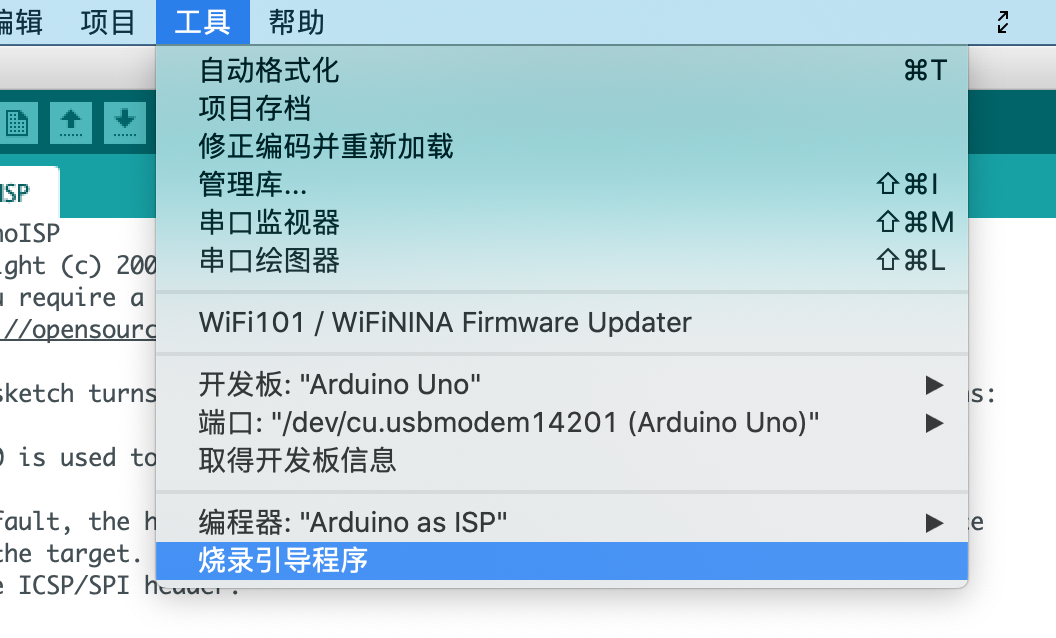 编辑 项目 工具 帮助
自动格式化 ⌘T
项目存档
修正编码并重新加载
管理库... ⇧⌘I
串口监视器 ⇧⌘M
串口绘图器 ⇧⌘L
WiFi101 / WiFiNINA Firmware Updater
开发板: "Arduino Uno"
端口: "/dev/cu.usbmodem14201 (Arduino Uno)"
取得开发板信息
编程器: "Arduino as ISP"
烧录引导程序
ISP
noISP
ight (c) 200
u require a
://opensourc
sketch turns
s:
0 is used to
fault, the h
te
the target.
e ICSP/SPI header.